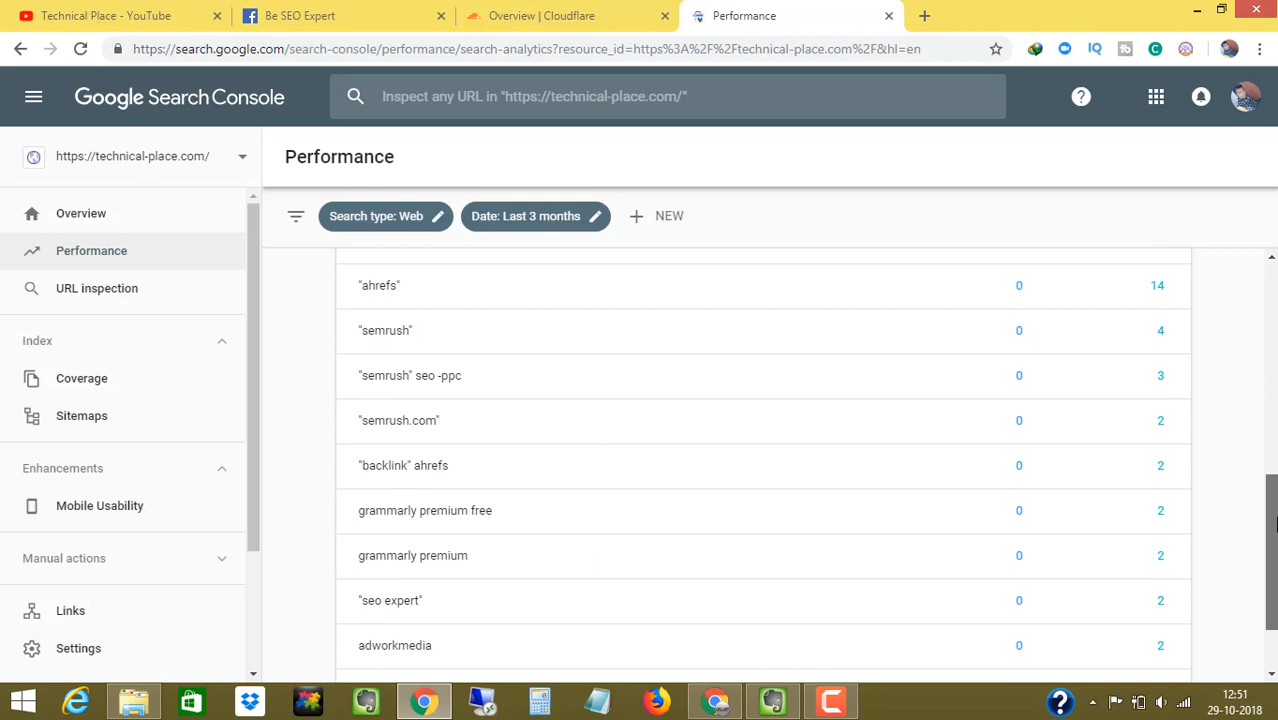 Technical Place - YouTube
Be SEO Expert
Overview | Cloudflare
Performance
https://search.google.com/search-console/performance/search-analytics?resource_id=https%3A%2F%2Ftechnical-place.com%2F&hl=en
Google Search Console
Inspect any URL in "https://technical-place.com/"
https://technical-place.com/
Performance
Overview
Search type: Web
Date: Last 3 months
NEW
Performance
URL inspection
"ahrefs" 0 14
Index
"semrush" 0 4
Coverage
"semrush" seo -ppc 0 3
Sitemaps
"semrush.com" 0 2
Enhancements
"backlink" ahrefs 0 2
Mobile Usability
grammarly premium free 0 2
Manual actions
grammarly premium 0 2
Links
"seo expert" 0 2
Settings
adworkmedia 0 2
12:51
29-10-2018